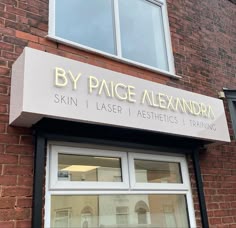 BY PAIGE ALEXANDRA
SKIN | LASER | AESTHETICS | TRAINING